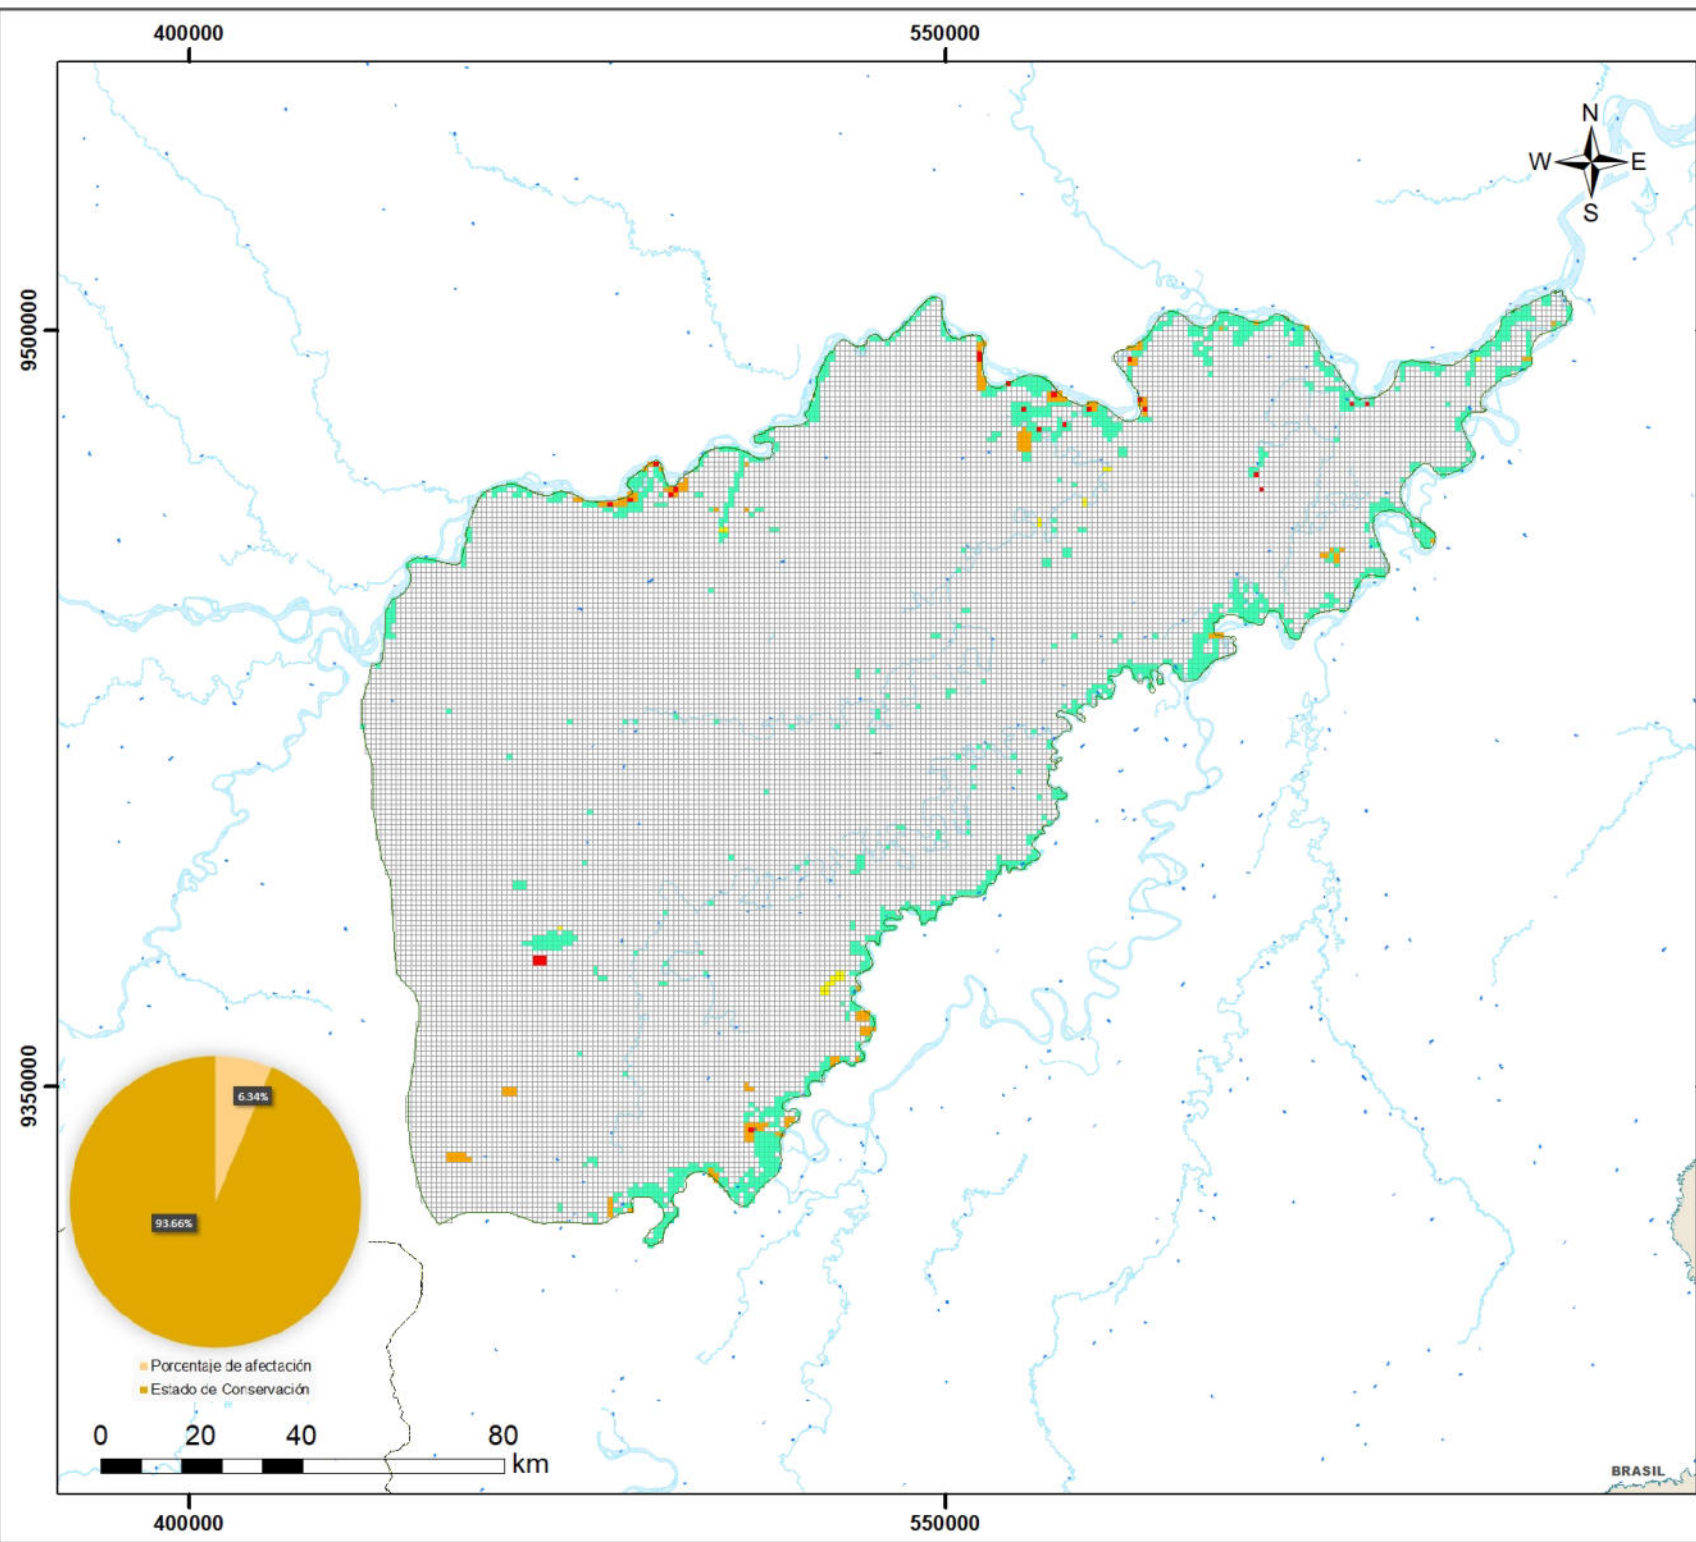 400000 550000
N
W E
S
9500000
9350000
6.34%
93.66%
Porcentaje de afectación
Estado de Conservación
0 20 40 80
km
BRASIL
400000 550000